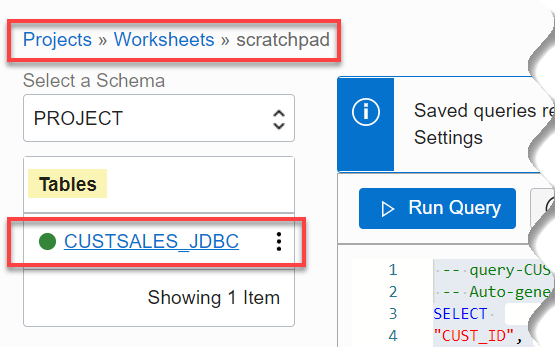 Projects » Worksheets » scratchpad
Select a Schema
PROJECT
Tables
CUSTSALES_JDBC
Showing 1 Item
Saved queries
Settings
Run Query
1 -- query-CUS
2 -- Auto-gene
3 SELECT
4 "CUST_ID",